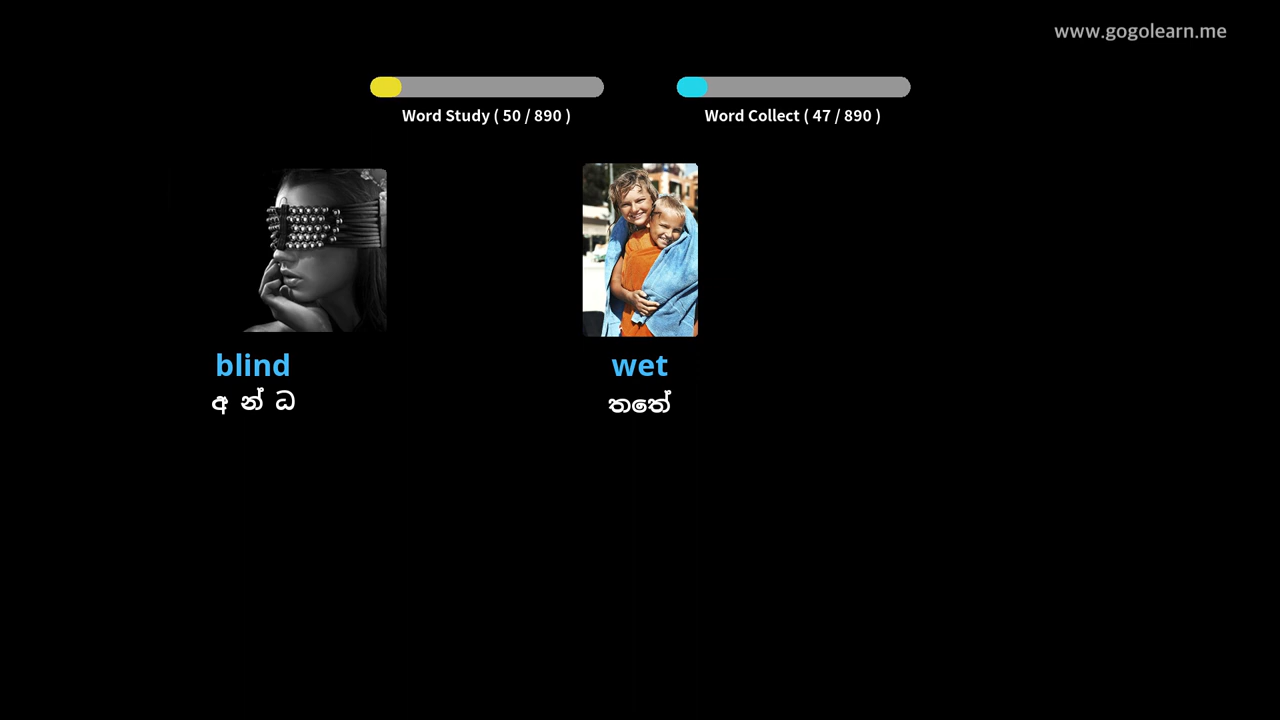 www.gogolearn.me
Word Study ( 50 / 890 )
Word Collect ( 47 / 890 )
blind
අ න් ධ
wet
තතේ